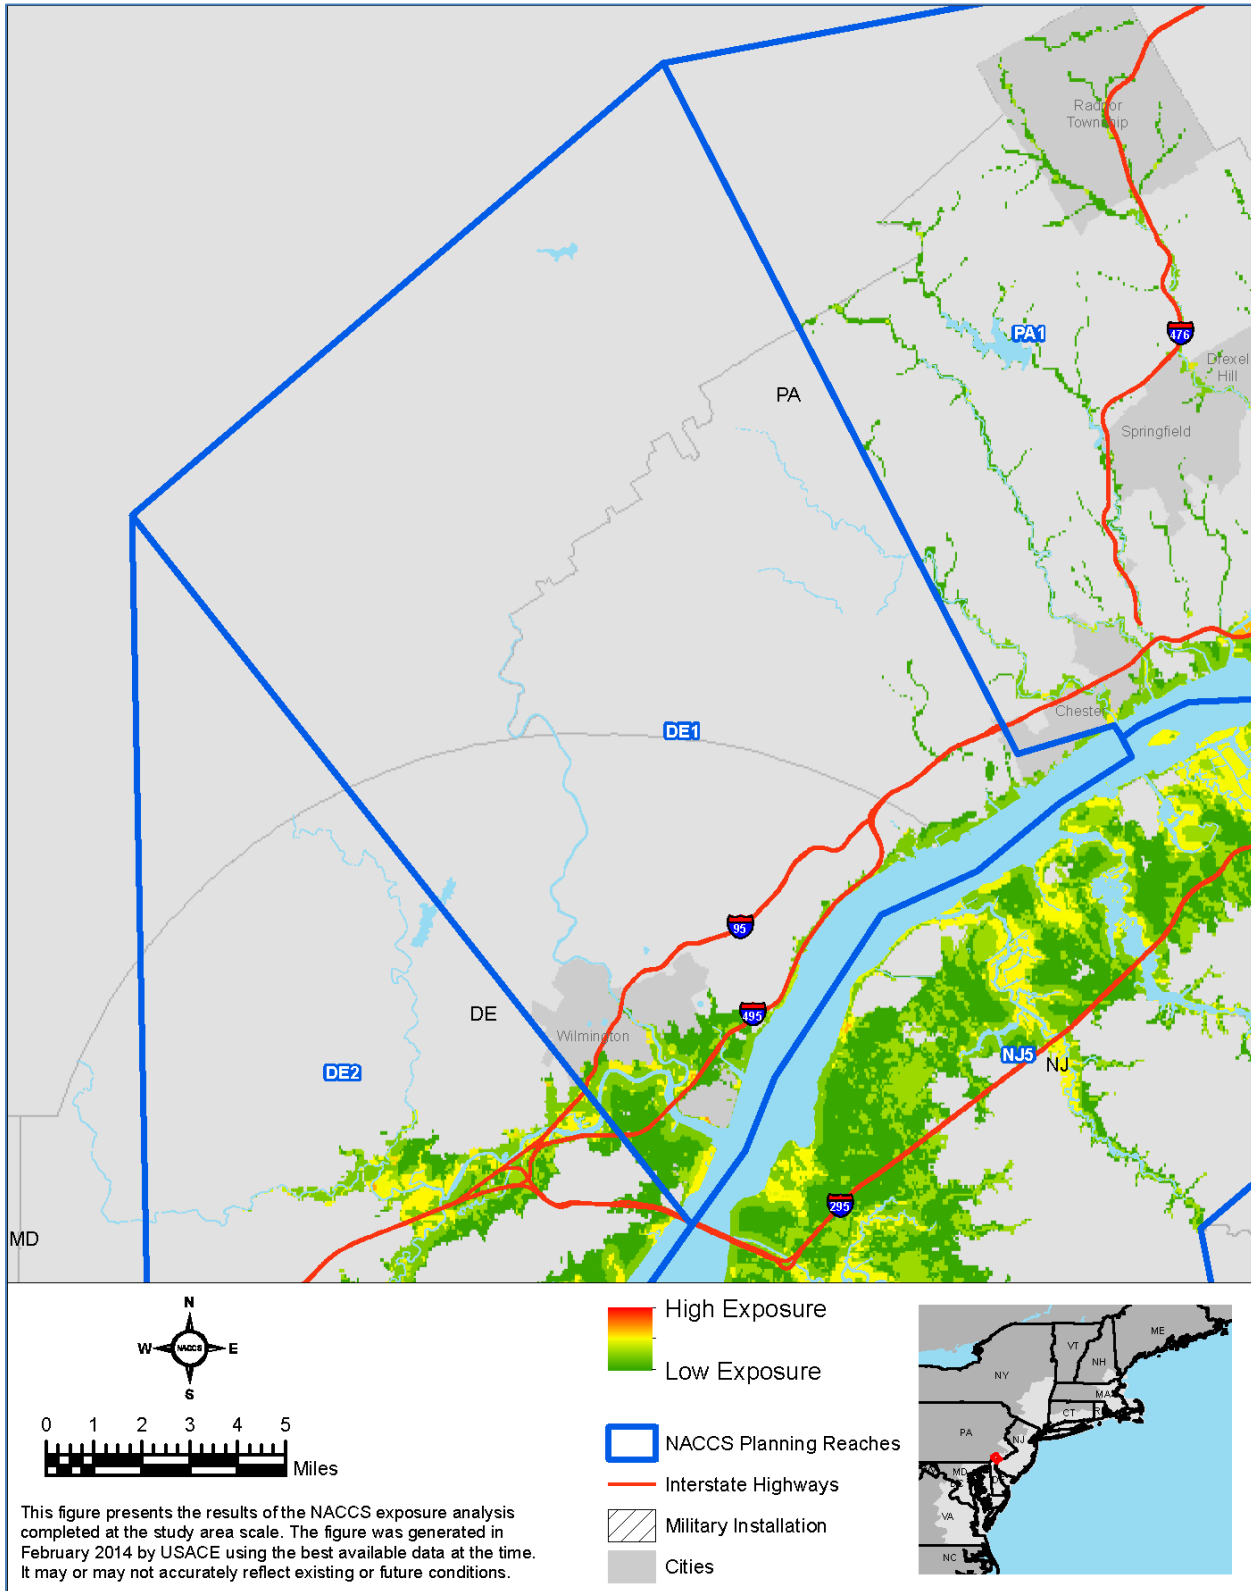 Radnor
Township
PA1
476
Drexel
Hill
PA
Springfield
Chester
DE1
95
DE
495
Wilmington
NJ5
NJ
DE2
295
MD
N
W NACCS E
S
0 1 2 3 4 5
Miles
This figure presents the results of the NACCS exposure analysis
completed at the study area scale. The figure was generated in
February 2014 by USACE using the best available data at the time.
It may or may not accurately reflect existing or future conditions.
High Exposure
Low Exposure
NACCS Planning Reaches
Interstate Highways
Military Installation
Cities
ME
VT
NH
NY
MA
CT
PA
NJ
MD
VA
NC